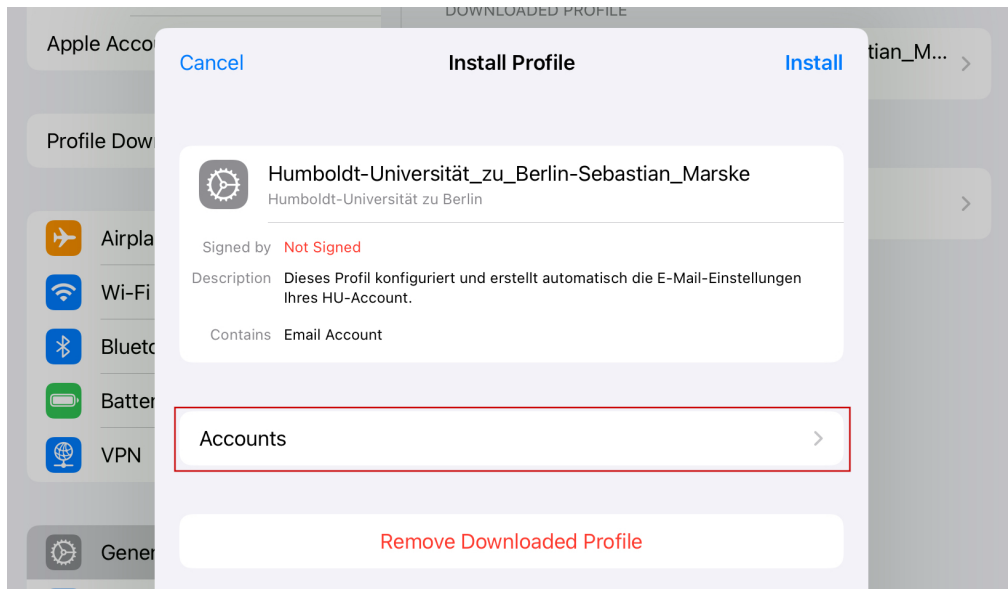 DOWNLOADED PROFILE
Apple Acco
tian_M...
Cancel
Install Profile
Install
Profile Dow
Humboldt-Universität_zu_Berlin-Sebastian_Marske
Humboldt-Universität zu Berlin
Signed by Not Signed
Description Dieses Profil konfiguriert und erstellt automatisch die E-Mail-Einstellungen
Ihres HU-Account.
Contains Email Account
Airpla
Wi-Fi
Blueto
Batter
VPN
Accounts
Gener
Remove Downloaded Profile